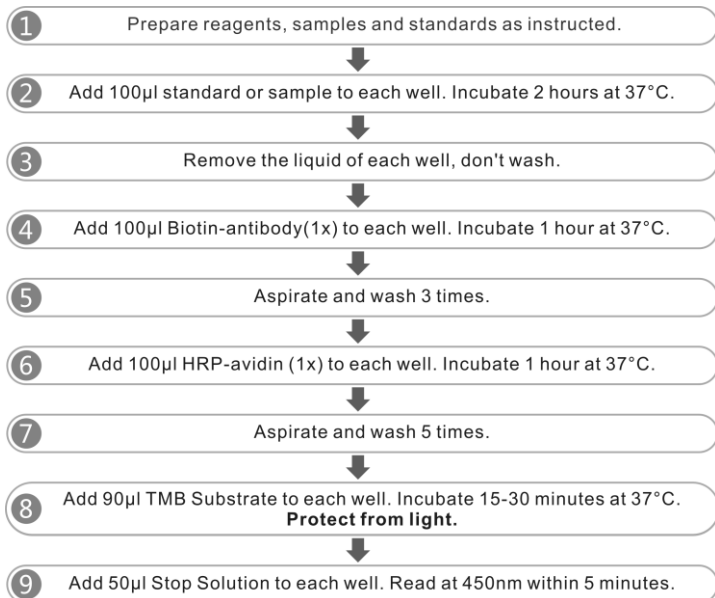 1 Prepare reagents, samples and standards as instructed.
2 Add 100μl standard or sample to each well. Incubate 2 hours at 37°C.
3 Remove the liquid of each well, don't wash.
4 Add 100μl Biotin-antibody(1x) to each well. Incubate 1 hour at 37°C.
5 Aspirate and wash 3 times.
6 Add 100μl HRP-avidin (1x) to each well. Incubate 1 hour at 37°C.
7 Aspirate and wash 5 times.
8 Add 90μl TMB Substrate to each well. Incubate 15-30 minutes at 37°C.
Protect from light.
9 Add 50μl Stop Solution to each well. Read at 450nm within 5 minutes.